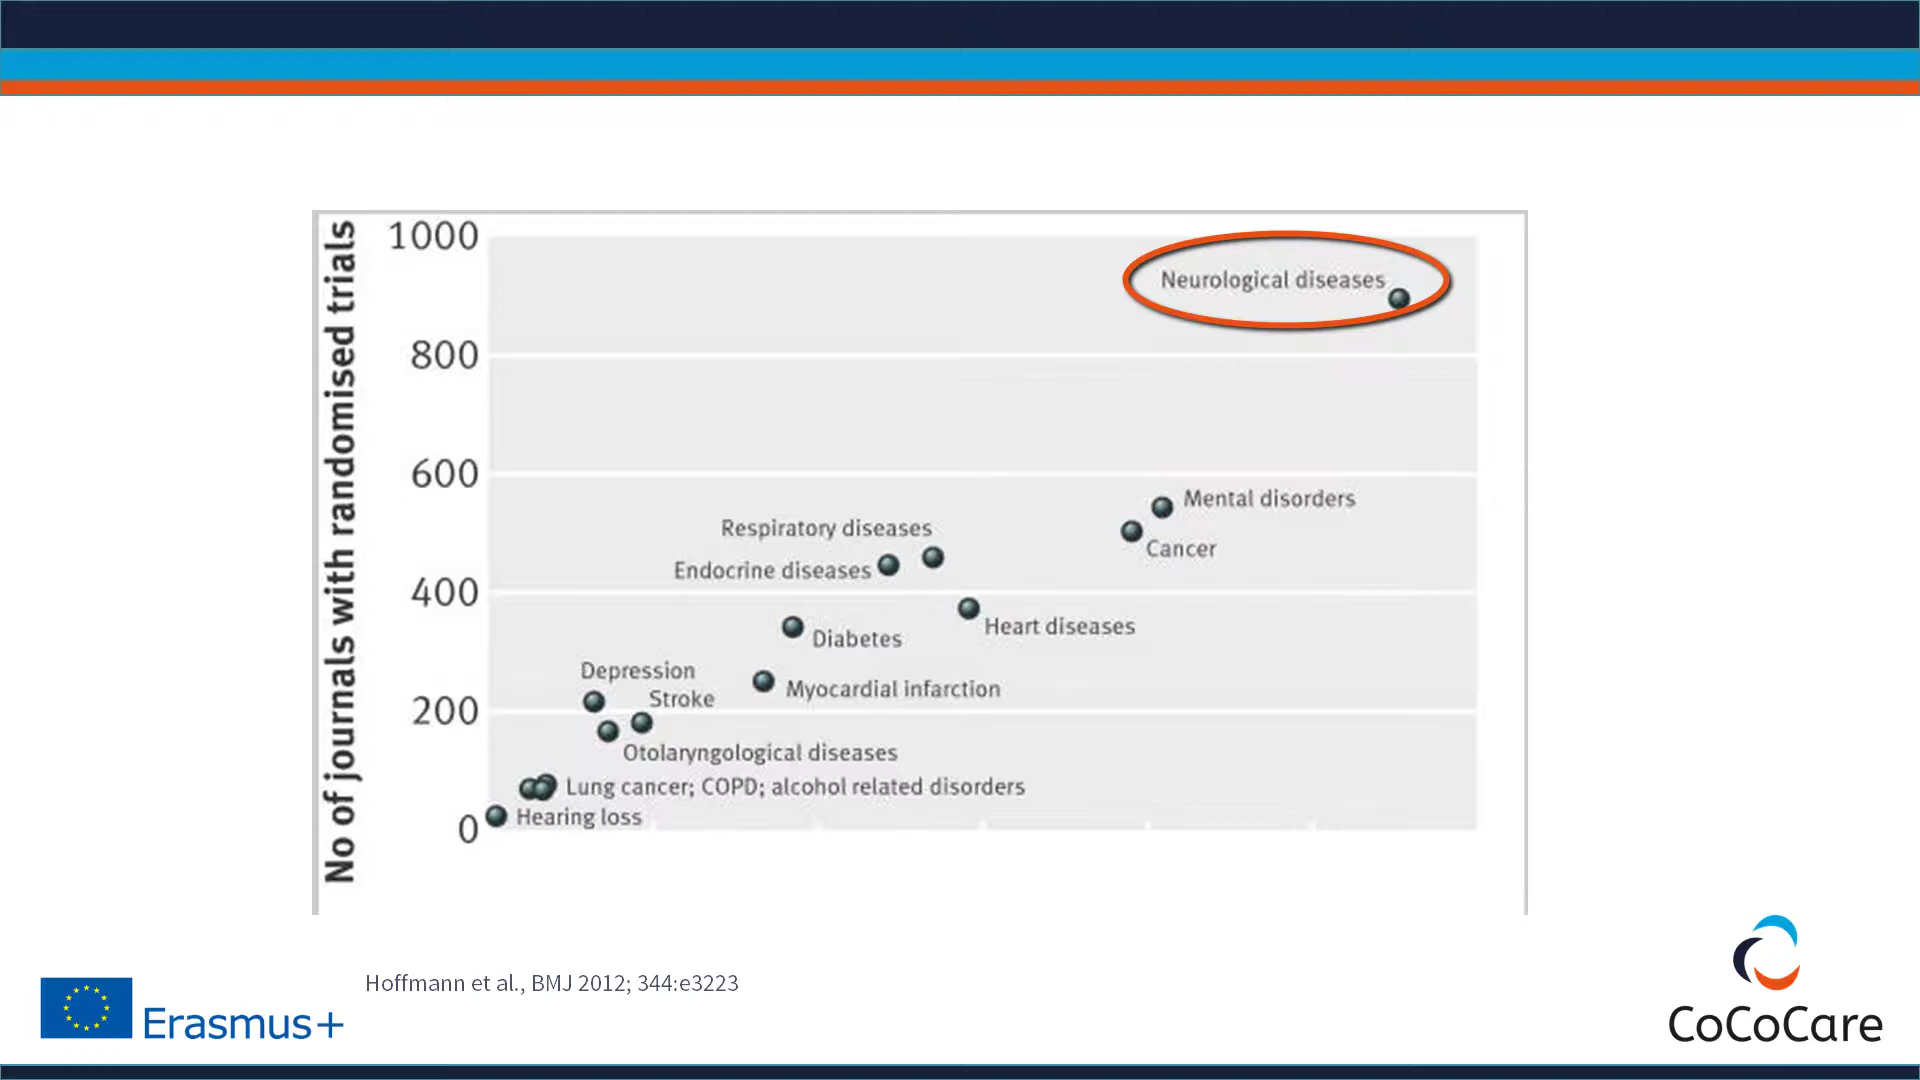 No of journals with randomised trials
1000
Neurological diseases
800
600
Mental disorders
Respiratory diseases
Cancer
Endocrine diseases
400
Heart diseases
Diabetes
Depression
Myocardial infarction
Stroke
200
Otolaryngological diseases
Lung cancer; COPD; alcohol related disorders
Hearing loss
0
Hoffmann et al., BMJ 2012; 344:e3223
Erasmus+
CoCoCare